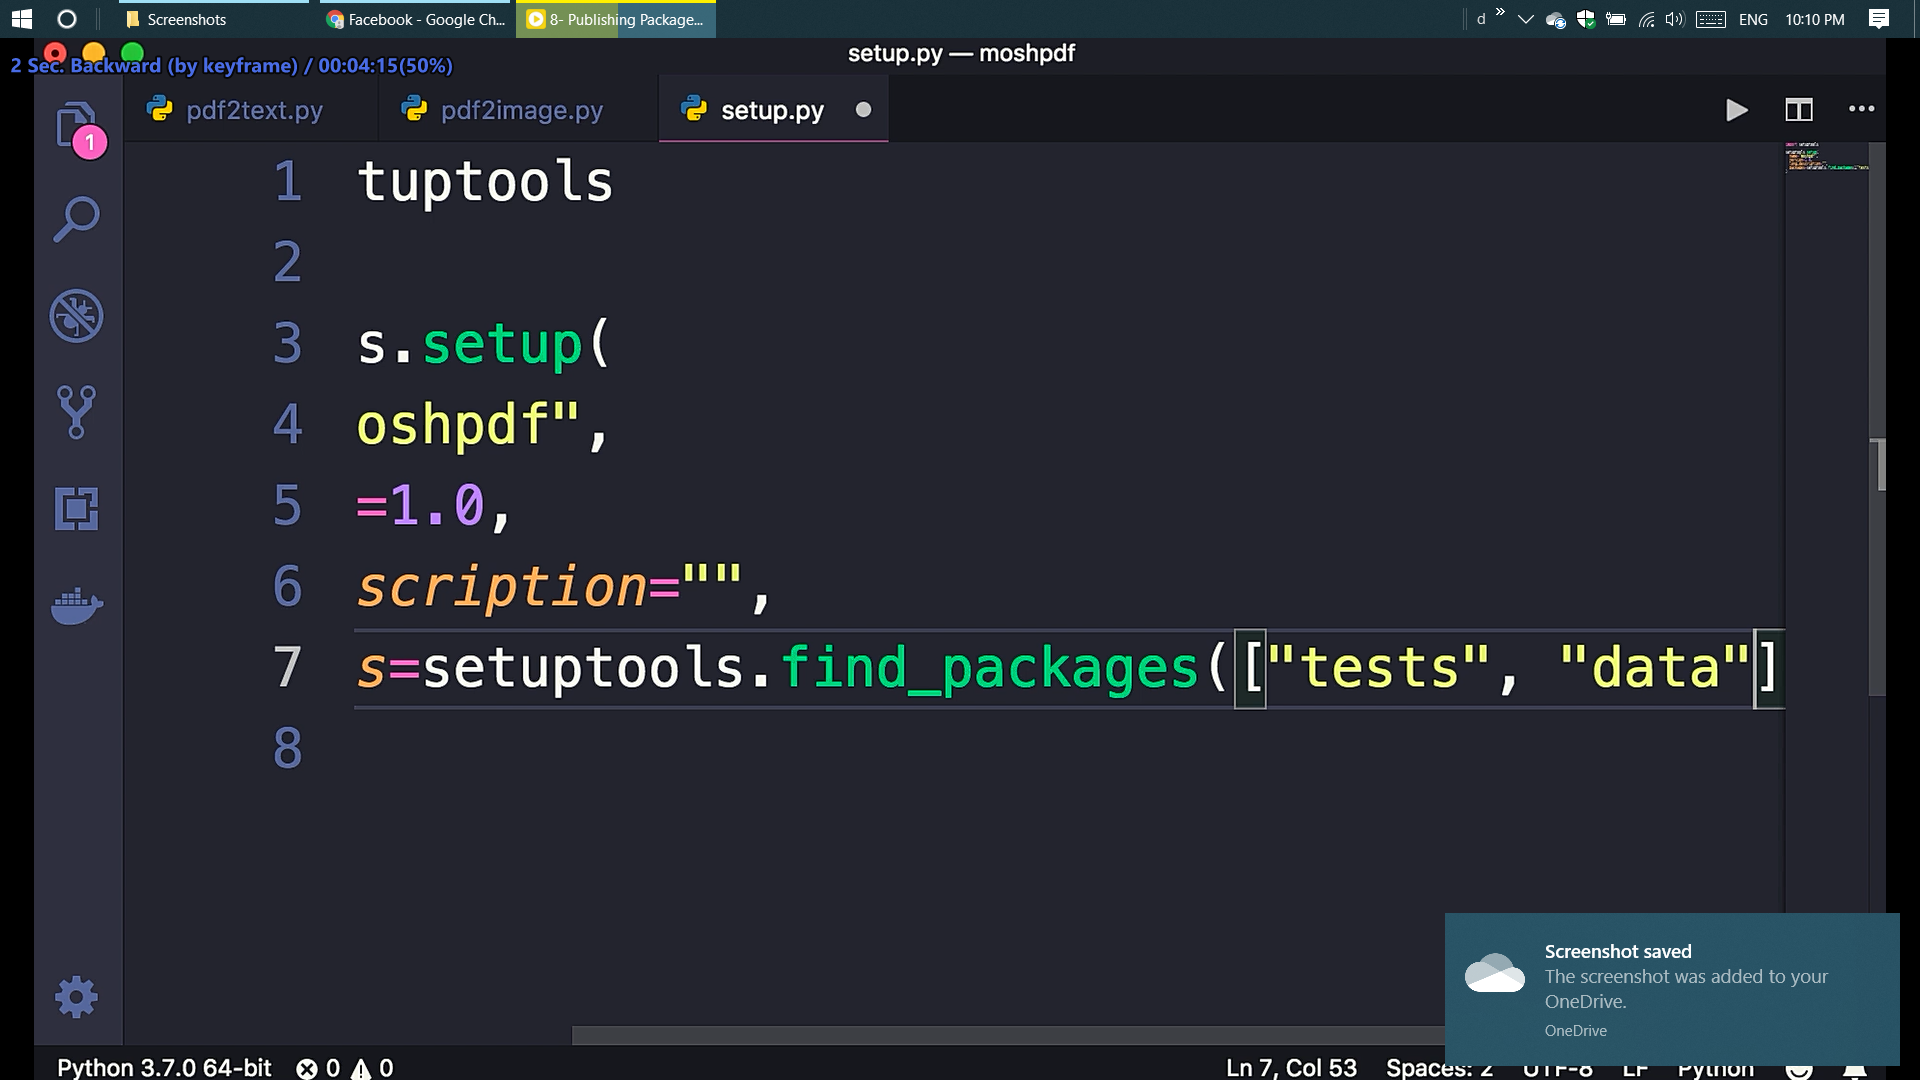 Screenshots
Facebook - Google Ch...
8- Publishing Package...
d
»
ENG
10:10 PM
setup.py — moshpdf
2 Sec. Backward (by keyframe) / 00:04:15(50%)
pdf2text.py
pdf2image.py
setup.py
1
1 tuptools
2
3 s.setup(
4 oshpdf",
5 =1.0,
6 scription="",
7 s=setuptools.find_packages(["tests", "data"]
8
Screenshot saved
The screenshot was added to your
OneDrive.
OneDrive
Python 3.7.0 64-bit
0
0
Ln 7, Col 53
Spaces: 2
UTF-8
LF
Python